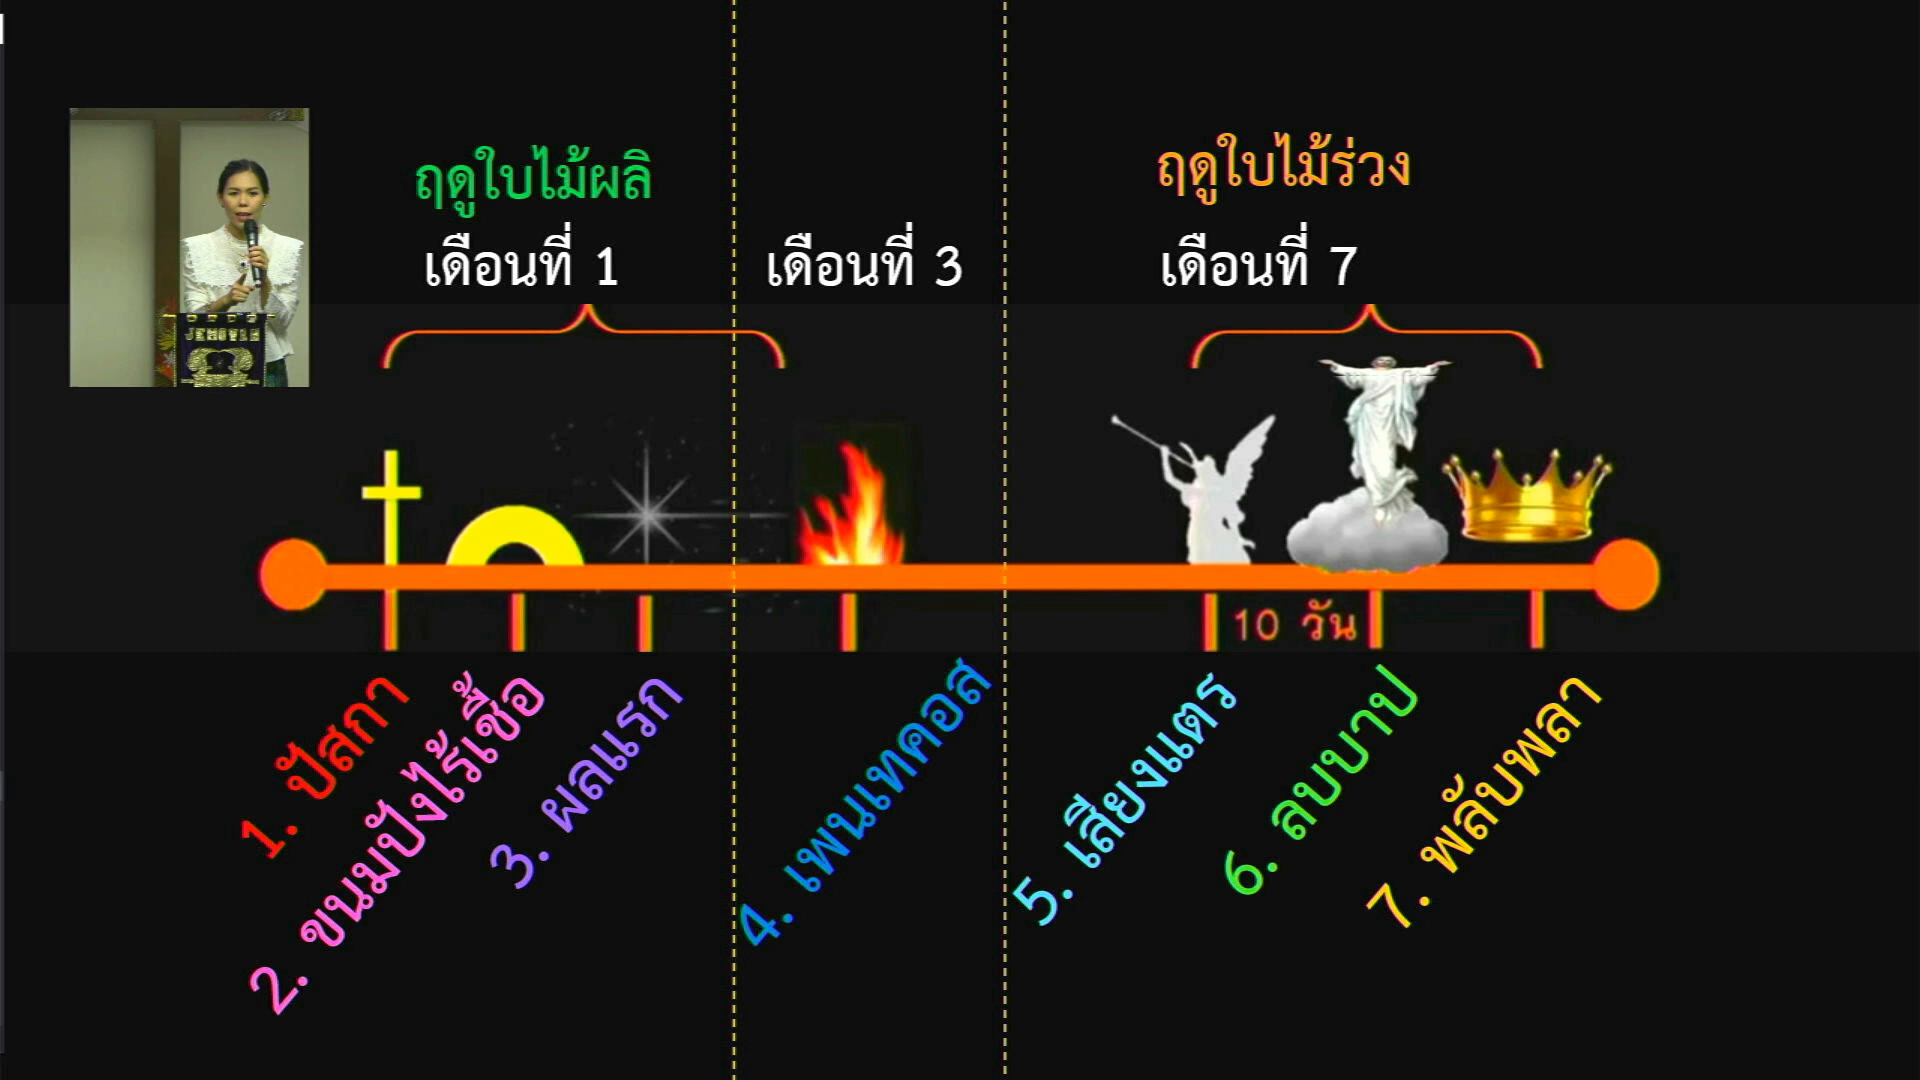 ฤดูใบไม้ผลิ
ฤดูใบไม้ร่วง
เดือนที่ 1
เดือนที่ 3
เดือนที่ 7
JEHOVAH
10 วัน
1. ปัสกา
2. ขนมปังไร้เชื้อ
3. ผลแรก
4. เพนเทคอส
5. เสียงแตร
6. ลบบาป
7. พลับพลา